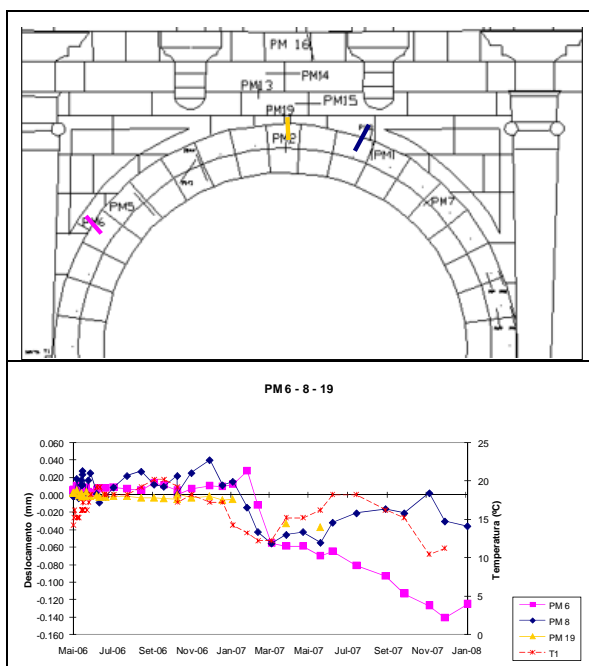 PM 16
PM14
PM13
PM15
PM19
PM2
PM1
PM5
PM7
PM6
PM 6 - 8 - 19
0.060 25
0.040
0.020 20
0.000
-0.020 15
-0.040
-0.060 10
-0.080
-0.100 5
-0.120
-0.140
-0.160 0
Deslocamento (mm)
Temperatura (ºC)
Mai-06 Jul-06 Set-06 Nov-06 Jan-07 Mar-07 Mai-07 Jul-07 Set-07 Nov-07 Jan-08
PM 6
PM 8
PM 19
T1